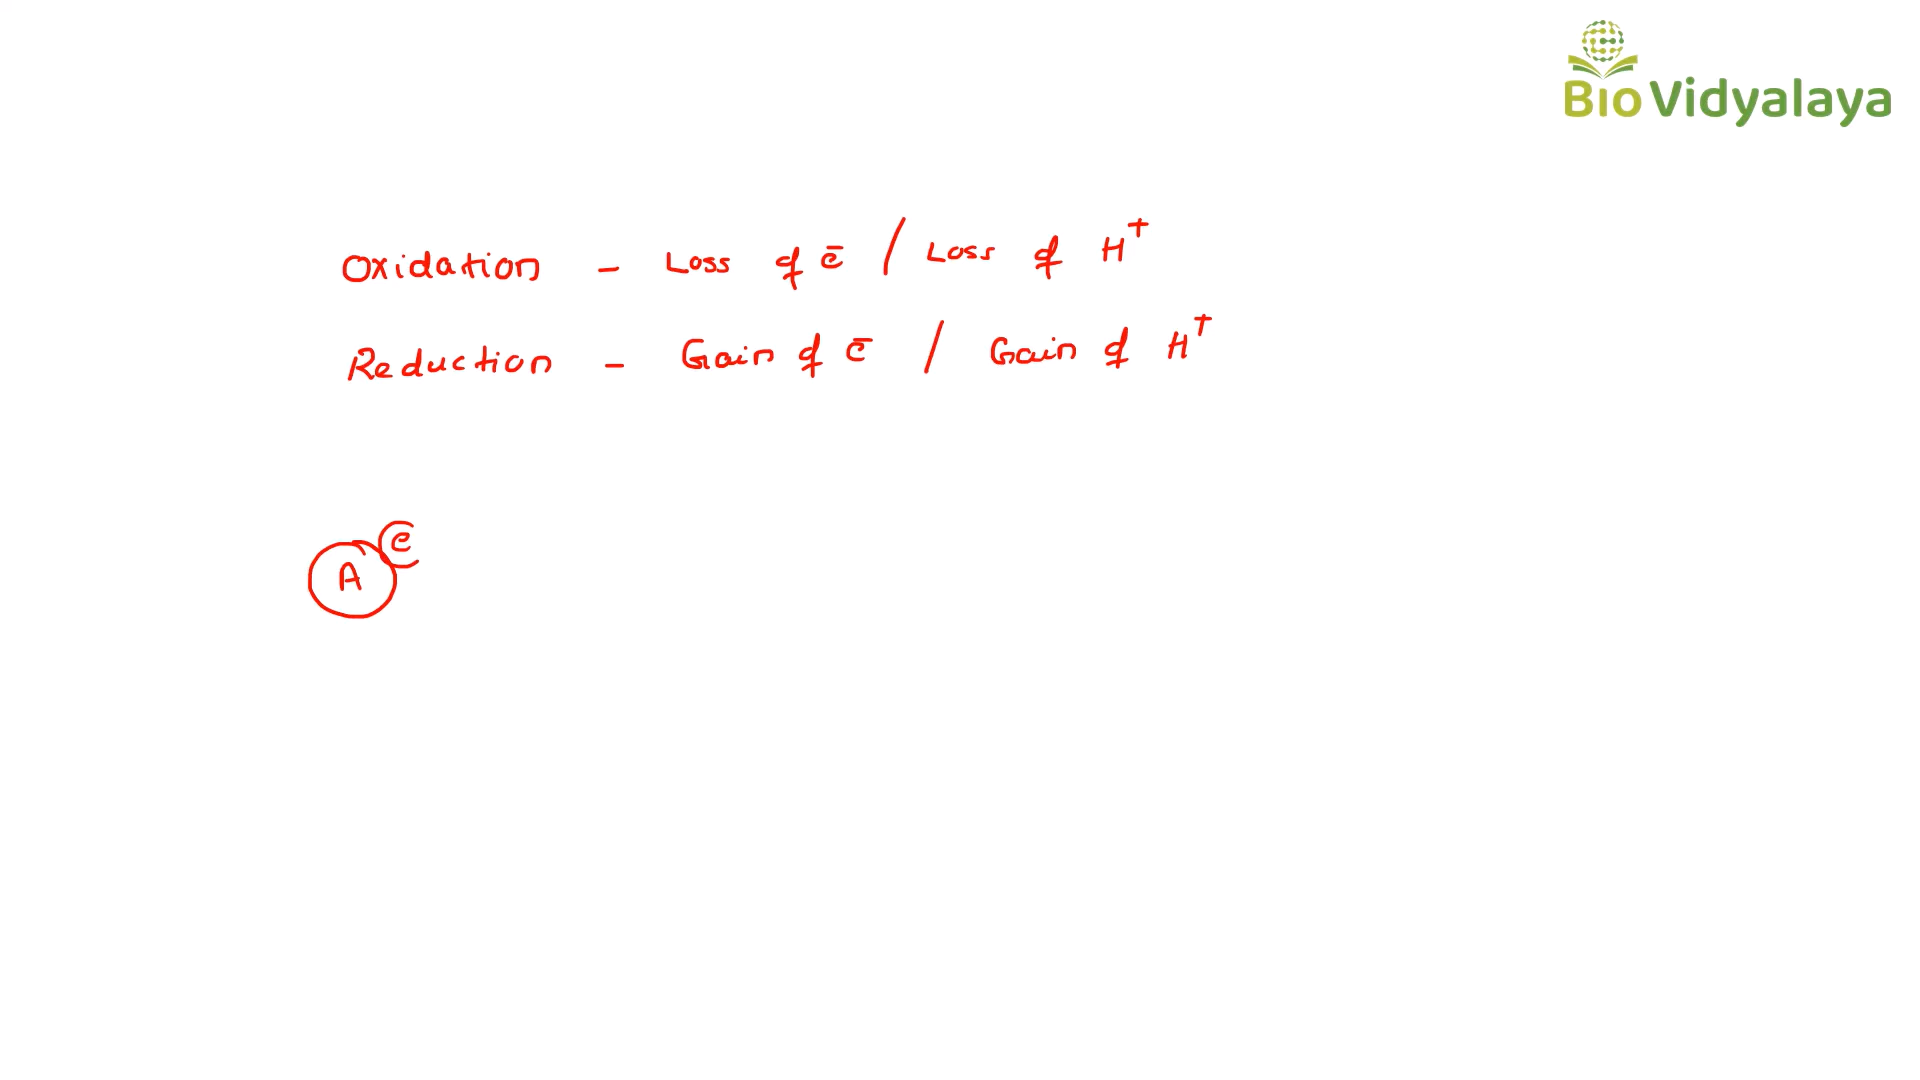 Bio Vidyalaya
Oxidation - Loss of ē / Loss of H⁺
Reduction - Gain of ē / Gain of H⁺
A e